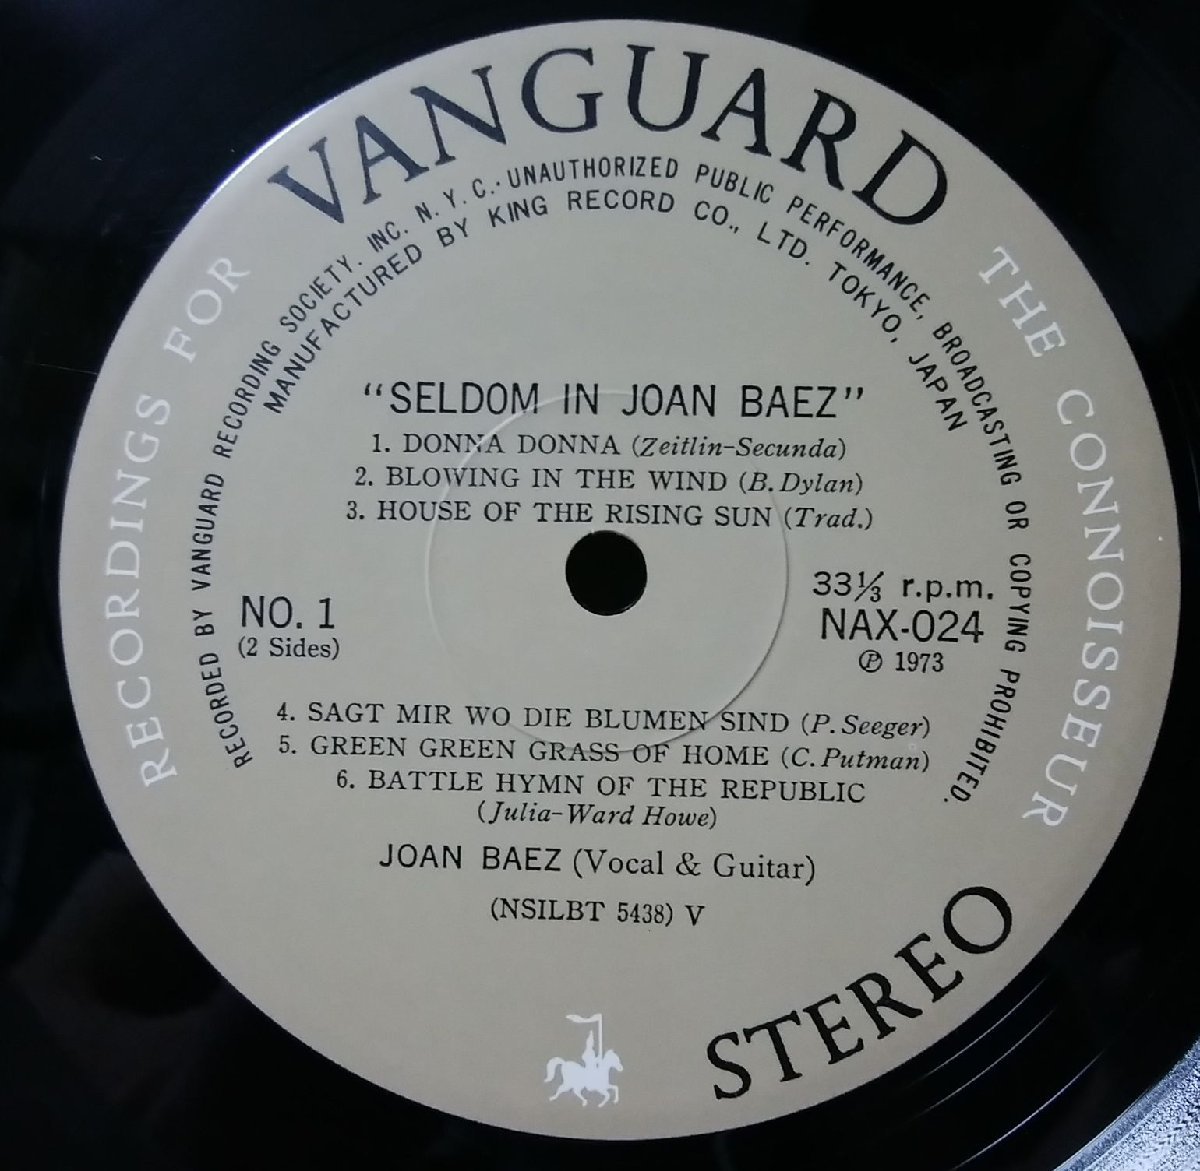 VANGUARD
RECORDINGS FOR THE CONNOISSEUR
RECORDED BY VANGUARD RECORDING SOCIETY. INC. N. Y. C.· UNAUTHORIZED PUBLIC PERFORMANCE, BROADCASTING OR COPYING PROHIBITED.
MANUFACTURED BY KING RECORD CO., LTD. TOKYO, JAPAN
"SELDOM IN JOAN BAEZ"
1. DONNA DONNA (Zeitlin-Secunda)
2. BLOWING IN THE WIND (B. Dylan)
3. HOUSE OF THE RISING SUN (Trad.)
NO. 1
(2 Sides)
33⅓ r.p.m.
NAX-024
Ⓟ 1973
4. SAGT MIR WO DIE BLUMEN SIND (P. Seeger)
5. GREEN GREEN GRASS OF HOME (C. Putman)
6. BATTLE HYMN OF THE REPUBLIC
(Julia-Ward Howe)
JOAN BAEZ (Vocal & Guitar)
(NSILBT 5438) V
STEREO